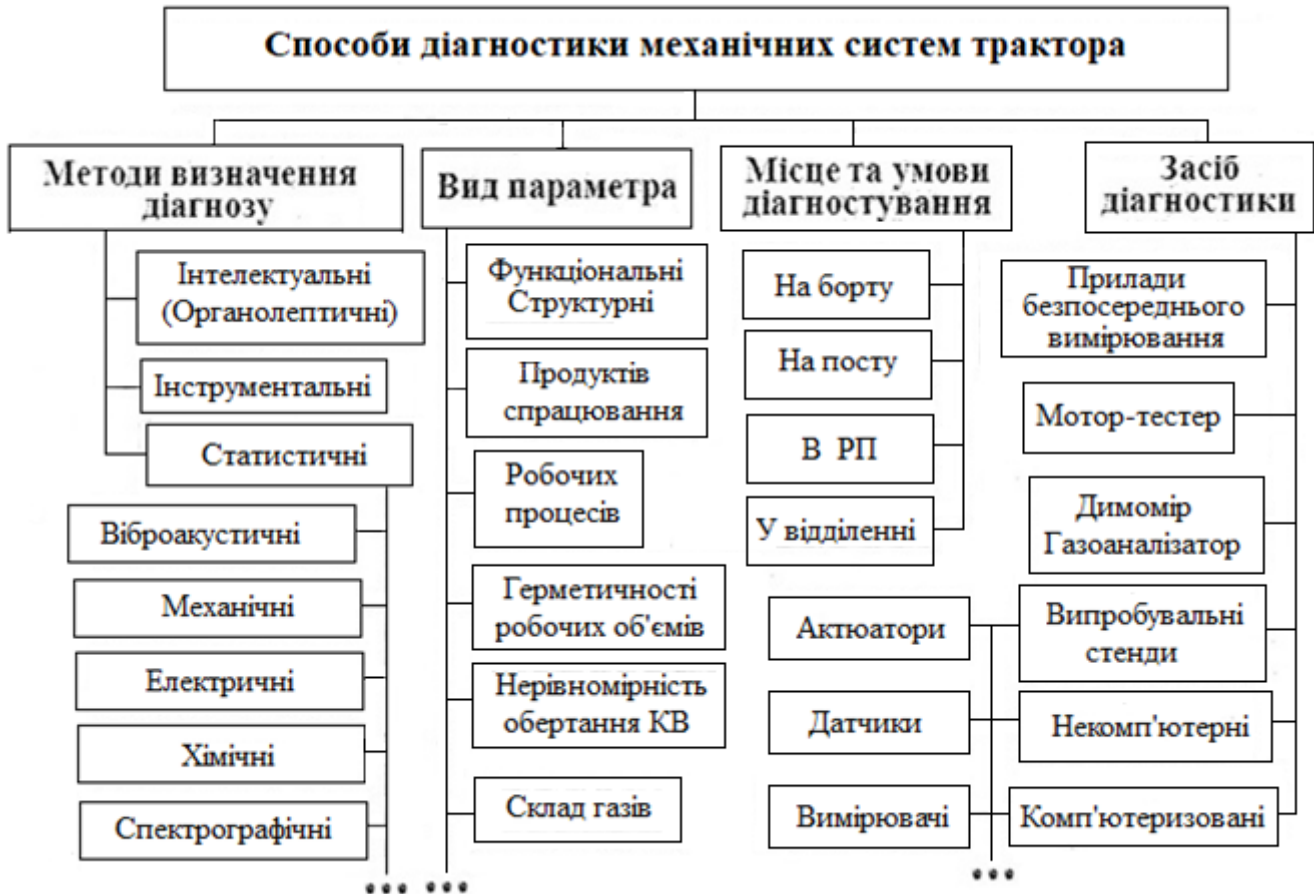 Способи діагностики механічних систем трактора
Методи визначення
діагнозу
Інтелектуальні
(Органолептичні)
Інструментальні
Статистичні
Віброакустичні
Механічні
Електричні
Хімічні
Спектрографічні
Вид параметра
Функціональні
Структурні
Продуктів
спрацювання
Робочих
процесів
Герметичності
робочих об'ємів
Нерівномірність
обертання КВ
Склад газів
Місце та умови
діагностування
На борту
На посту
В РП
У відділенні
Актюатори
Датчики
Вимірювачі
Засіб
діагностики
Прилади
безпосереднього
вимірювання
Мотор-тестер
Димомір
Газоаналізатор
Випробувальні
стенди
Некомп'ютерні
Комп'ютеризовані